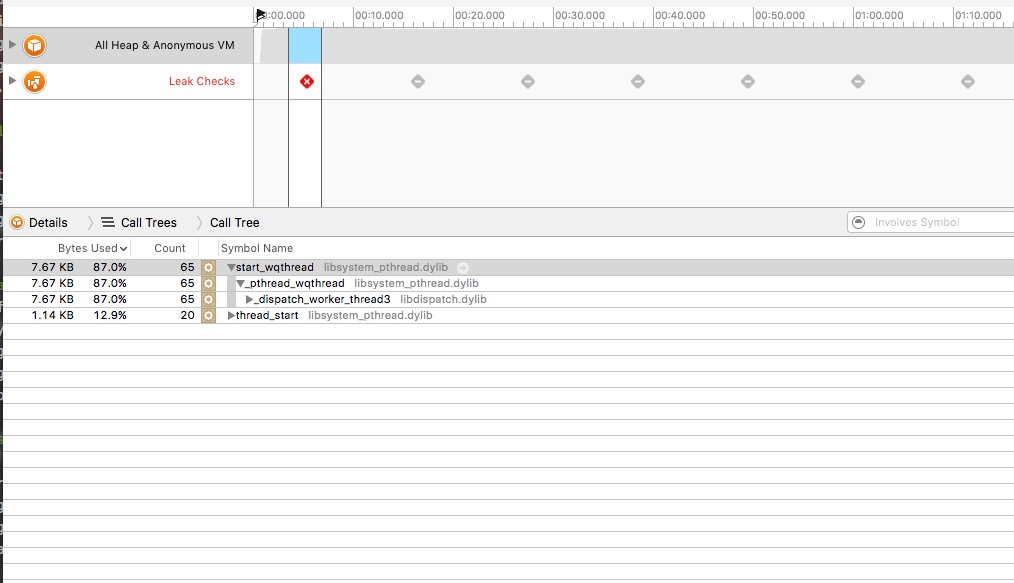 00:00.000 00:10.000 00:20.000 00:30.000 00:40.000 00:50.000 01:00.000 01:10.000
All Heap & Anonymous VM
Leak Checks
Details Call Trees Call Tree Involves Symbol
Bytes Used Count Symbol Name
7.67 KB 87.0% 65 start_wqthread libsystem_pthread.dylib
7.67 KB 87.0% 65 _pthread_wqthread libsystem_pthread.dylib
7.67 KB 87.0% 65 _dispatch_worker_thread3 libdispatch.dylib
1.14 KB 12.9% 20 thread_start libsystem_pthread.dylib